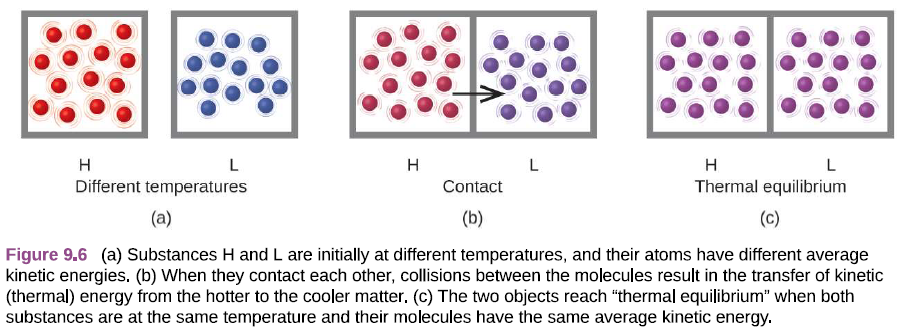 H L H L H L
Different temperatures Contact Thermal equilibrium
(a) (b) (c)
Figure 9.6 (a) Substances H and L are initially at different temperatures, and their atoms have different average
kinetic energies. (b) When they contact each other, collisions between the molecules result in the transfer of kinetic
(thermal) energy from the hotter to the cooler matter. (c) The two objects reach “thermal equilibrium” when both
substances are at the same temperature and their molecules have the same average kinetic energy.